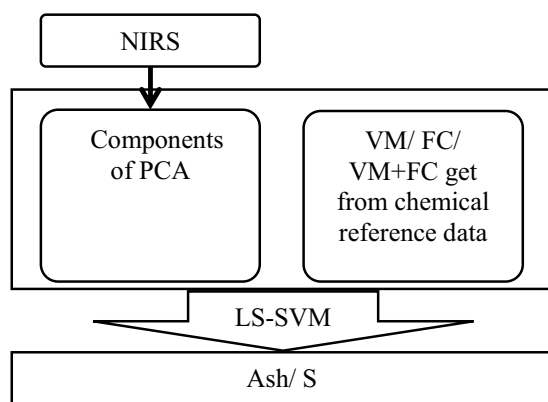 NIRS
Components
of PCA
VM/ FC/
VM+FC get
from chemical
reference data
LS-SVM
Ash/ S